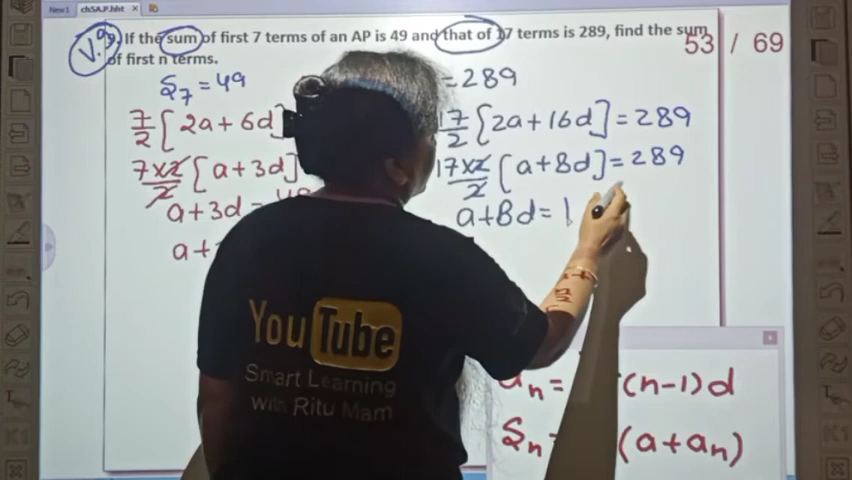 New1 ch5A.P.hht
V.
9. If the sum of first 7 terms of an AP is 49 and that of 17 terms is 289, find the sum of first n terms.
53 / 69
S₇ = 49
= 289
7/2 [2a + 6d]
17/2 [2a + 16d] = 289
7×2/2 [a + 3d]
17×2/2 [a + 8d] = 289
a + 3d =
a + 8d = 1
a +
YouTube
Smart Learning
with Ritu Mam
aₙ = (n-1)d
Sₙ = (a + aₙ)
K1
K1